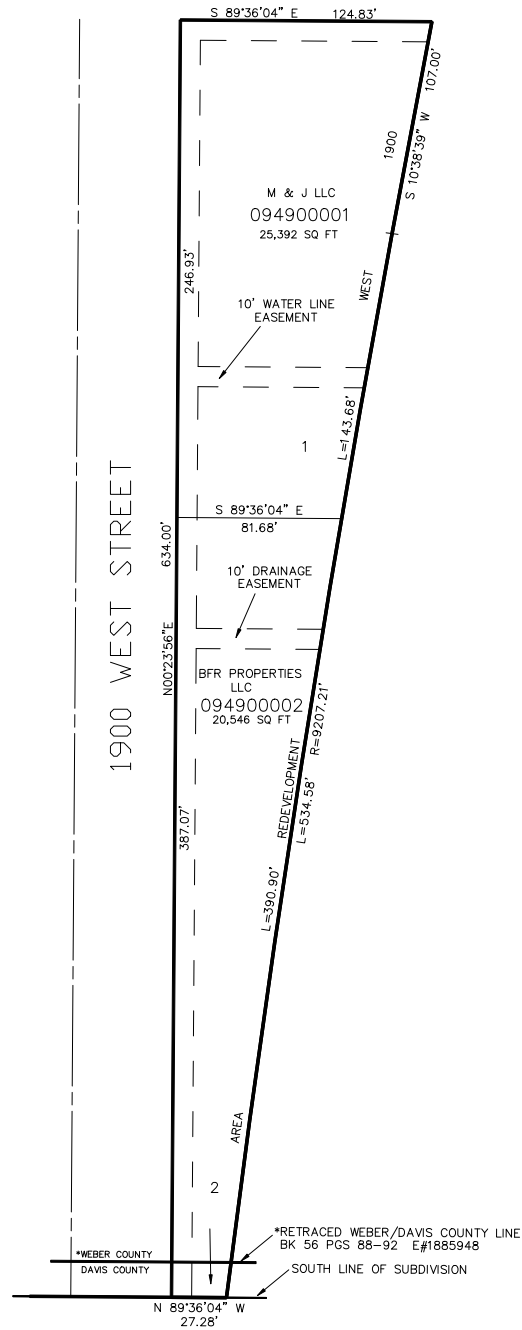 S 89°36'04" E 124.83'
107.00'
1900
S 10°38'39" W
M & J LLC
094900001
25,392 SQ FT
246.93'
WEST
10' WATER LINE
EASEMENT
L=143.68'
1
S 89°36'04" E
81.68'
1900 WEST STREET
634.00'
10' DRAINAGE
EASEMENT
N00°23'56"E
BFR PROPERTIES
LLC
094900002
20,546 SQ FT
R=9207.21'
REDEVELOPMENT
L=534.58'
387.07'
L=390.90'
AREA
2
*RETRACED WEBER/DAVIS COUNTY LINE
BK 56 PGS 88-92 E#1885948
*WEBER COUNTY
DAVIS COUNTY
SOUTH LINE OF SUBDIVISION
N 89°36'04" W
27.28'